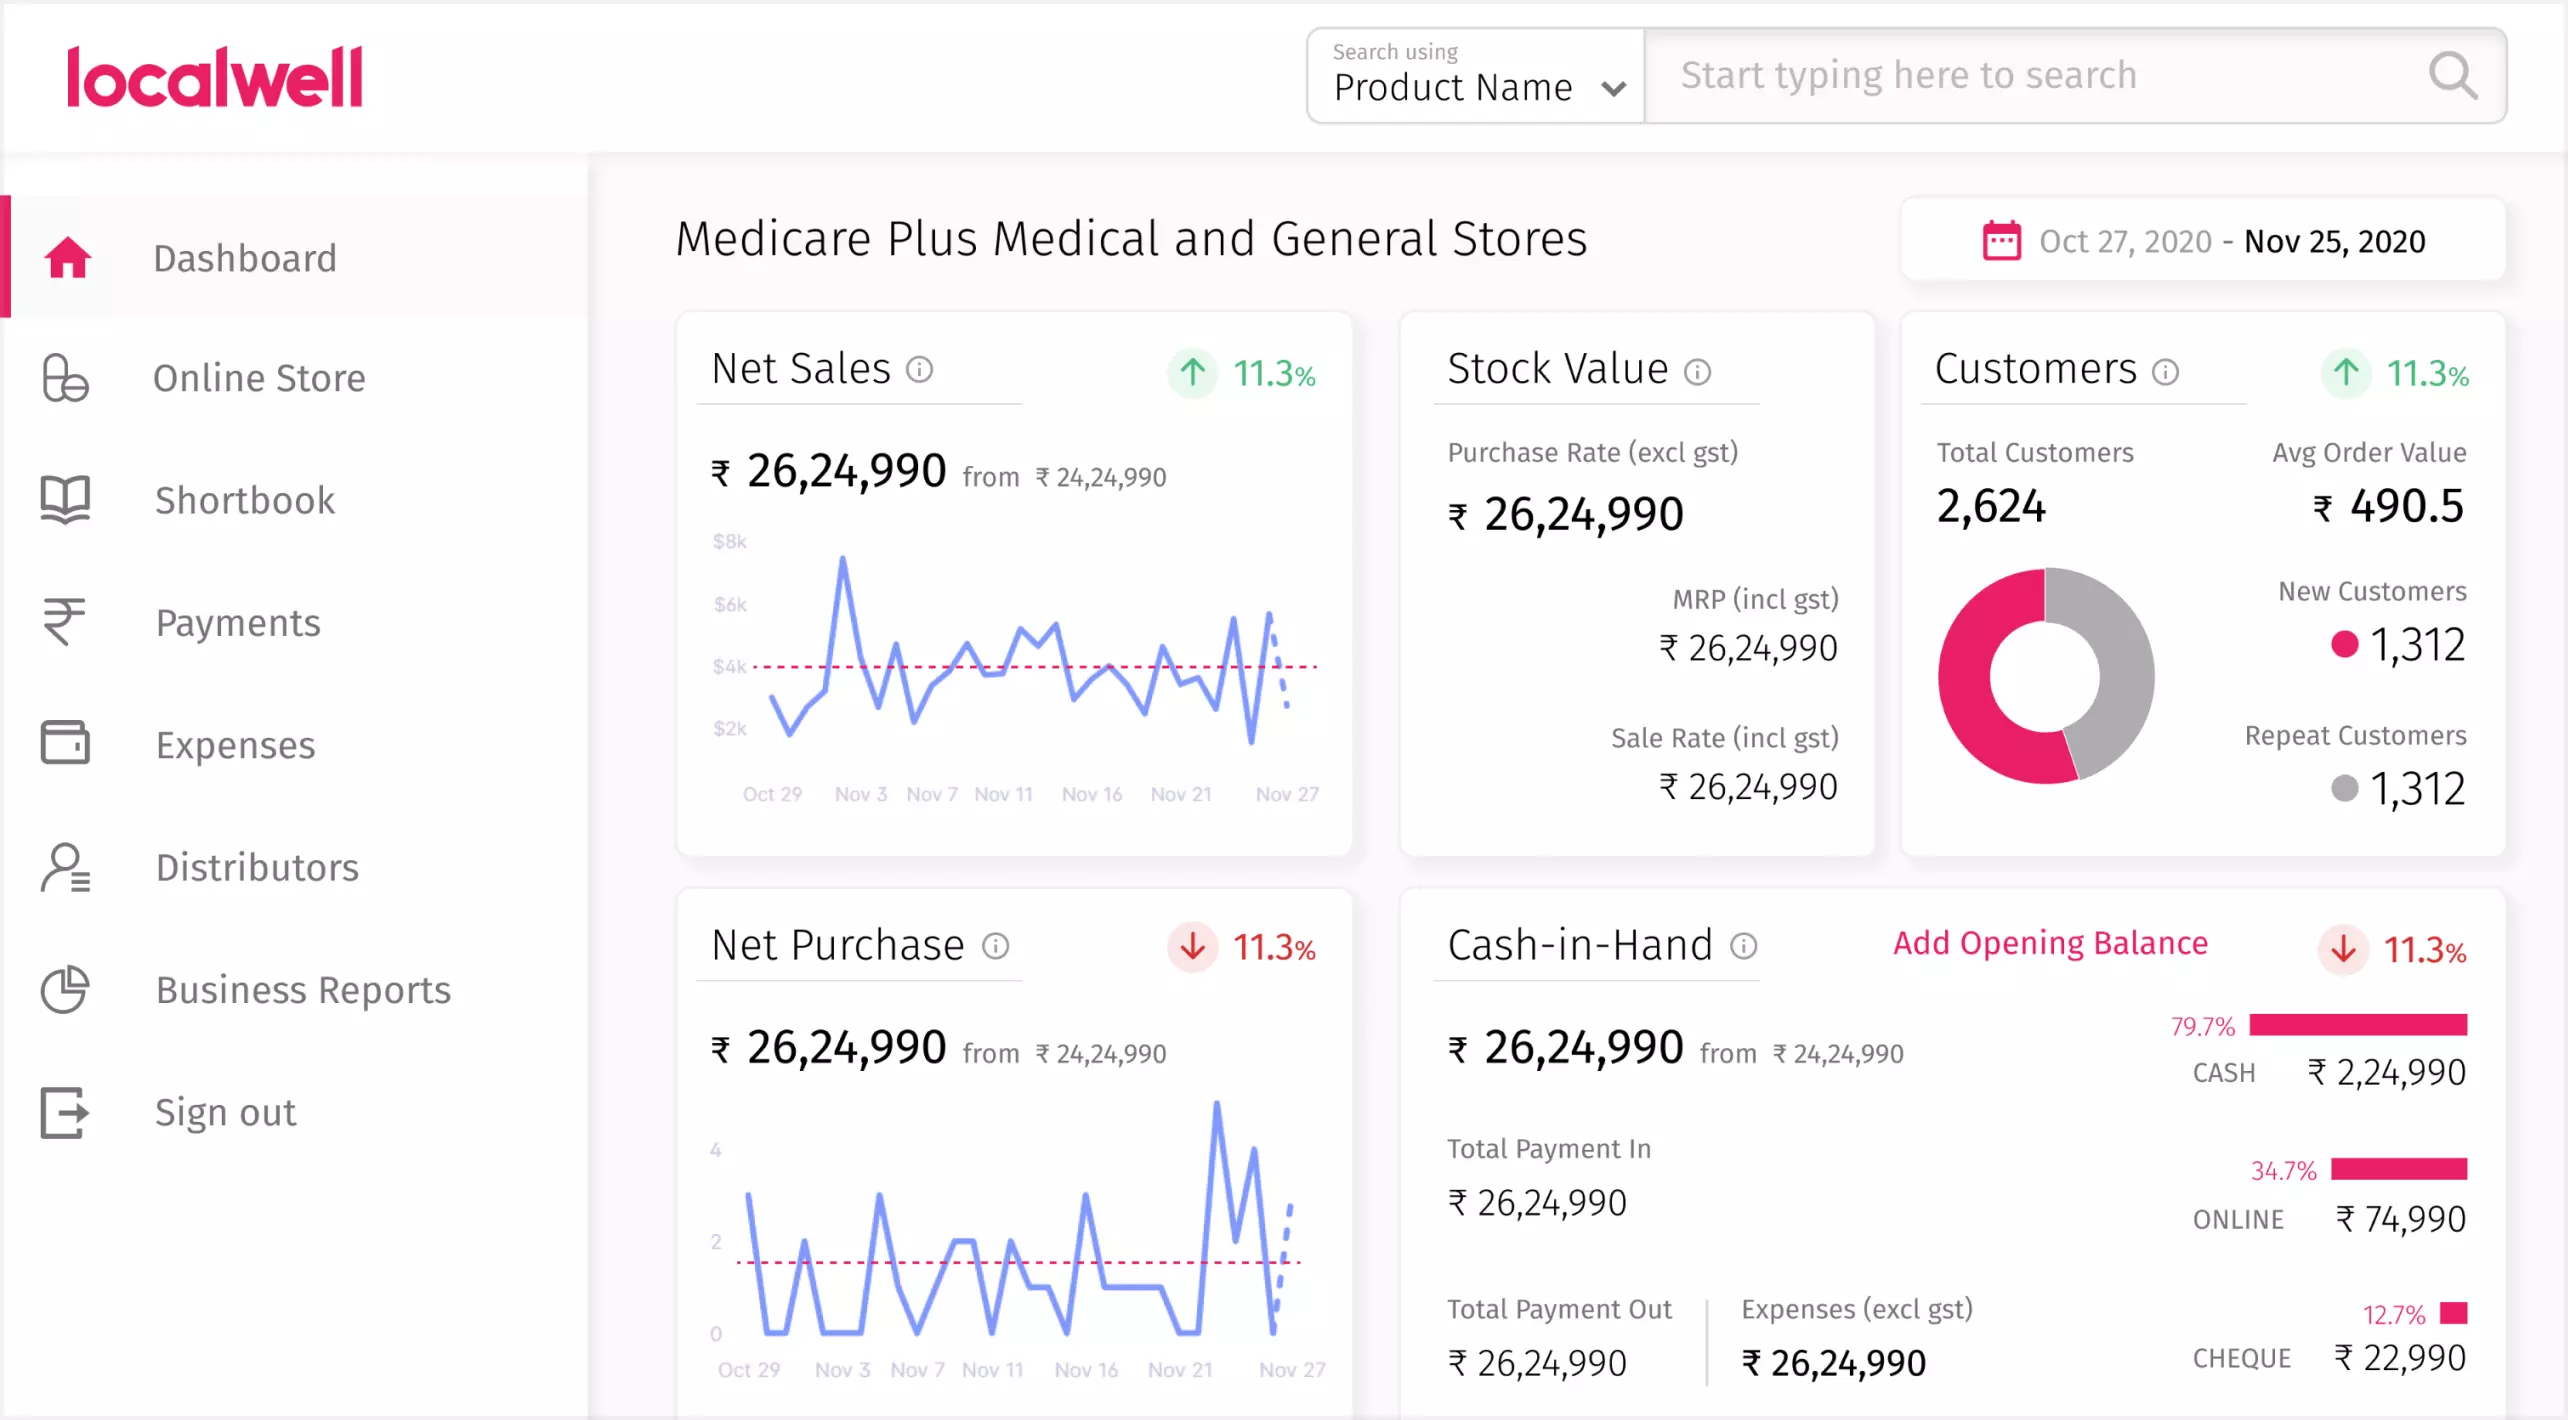 localwell
Search using
Product Name
Start typing here to search
Dashboard
Online Store
Shortbook
Payments
Expenses
Distributors
Business Reports
Sign out
Medicare Plus Medical and General Stores
Oct 27, 2020 - Nov 25, 2020
Net Sales
11.3%
₹ 26,24,990 from ₹ 24,24,990
$8k
$6k
$4k
$2k
Oct 29 Nov 3 Nov 7 Nov 11 Nov 16 Nov 21 Nov 27
Stock Value
Purchase Rate (excl gst)
₹ 26,24,990
MRP (incl gst)
₹ 26,24,990
Sale Rate (incl gst)
₹ 26,24,990
Customers
11.3%
Total Customers
2,624
Avg Order Value
₹ 490.5
New Customers
1,312
Repeat Customers
1,312
Net Purchase
11.3%
₹ 26,24,990 from ₹ 24,24,990
4
2
0
Oct 29 Nov 3 Nov 7 Nov 11 Nov 16 Nov 21 Nov 27
Cash-in-Hand
Add Opening Balance
11.3%
₹ 26,24,990 from ₹ 24,24,990
Total Payment In
₹ 26,24,990
Total Payment Out
₹ 26,24,990
Expenses (excl gst)
₹ 26,24,990
79.7%
CASH ₹ 2,24,990
34.7%
ONLINE ₹ 74,990
12.7%
CHEQUE ₹ 22,990